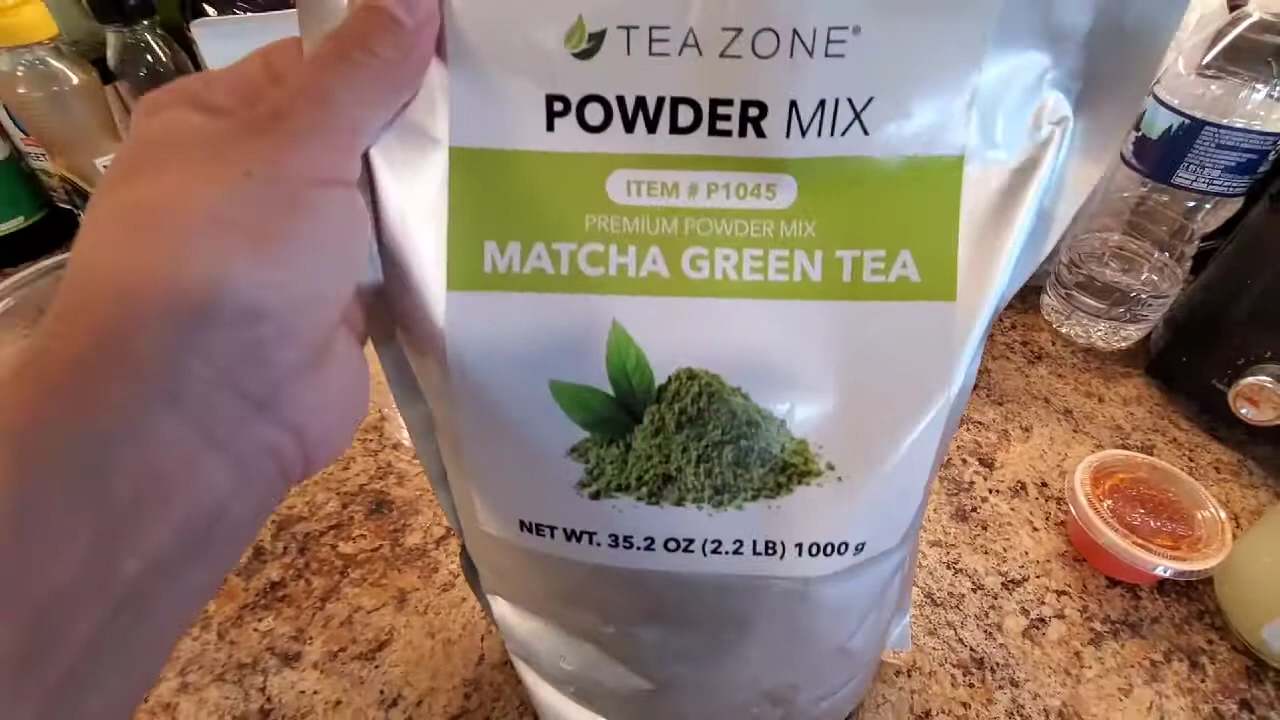 TEA ZONE®
POWDER MIX
ITEM # P1045
PREMIUM POWDER MIX
MATCHA GREEN TEA
NET WT. 35.2 OZ (2.2 LB) 1000 g